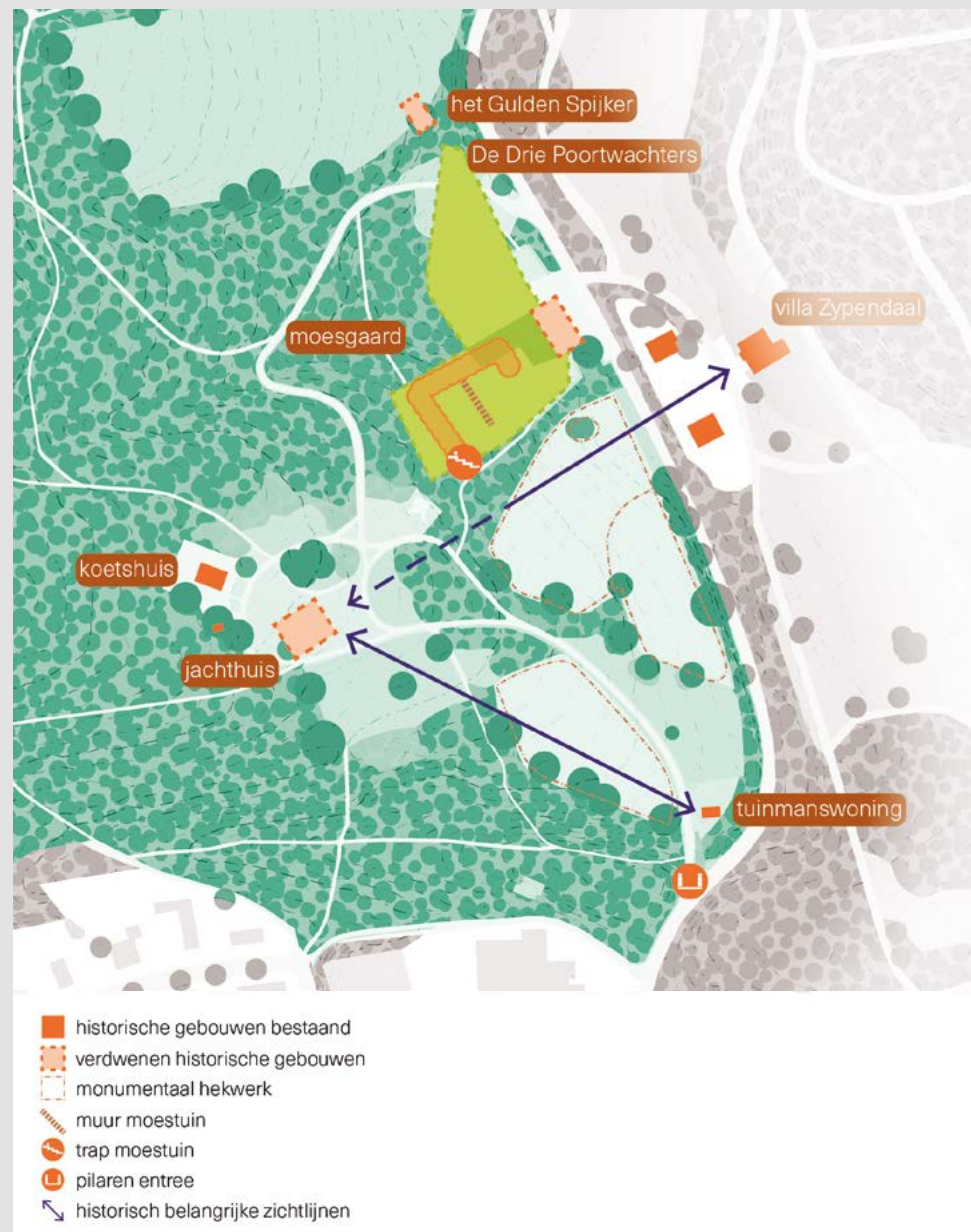 het Gulden Spijker
De Drie Poortwachters
villa Zypendaal
moesgaard
koetshuis
jachthuis
tuinmanswoning
historische gebouwen bestaand
verdwenen historische gebouwen
monumentaal hekwerk
muur moestuin
trap moestuin
pilaren entree
historisch belangrijke zichtlijnen